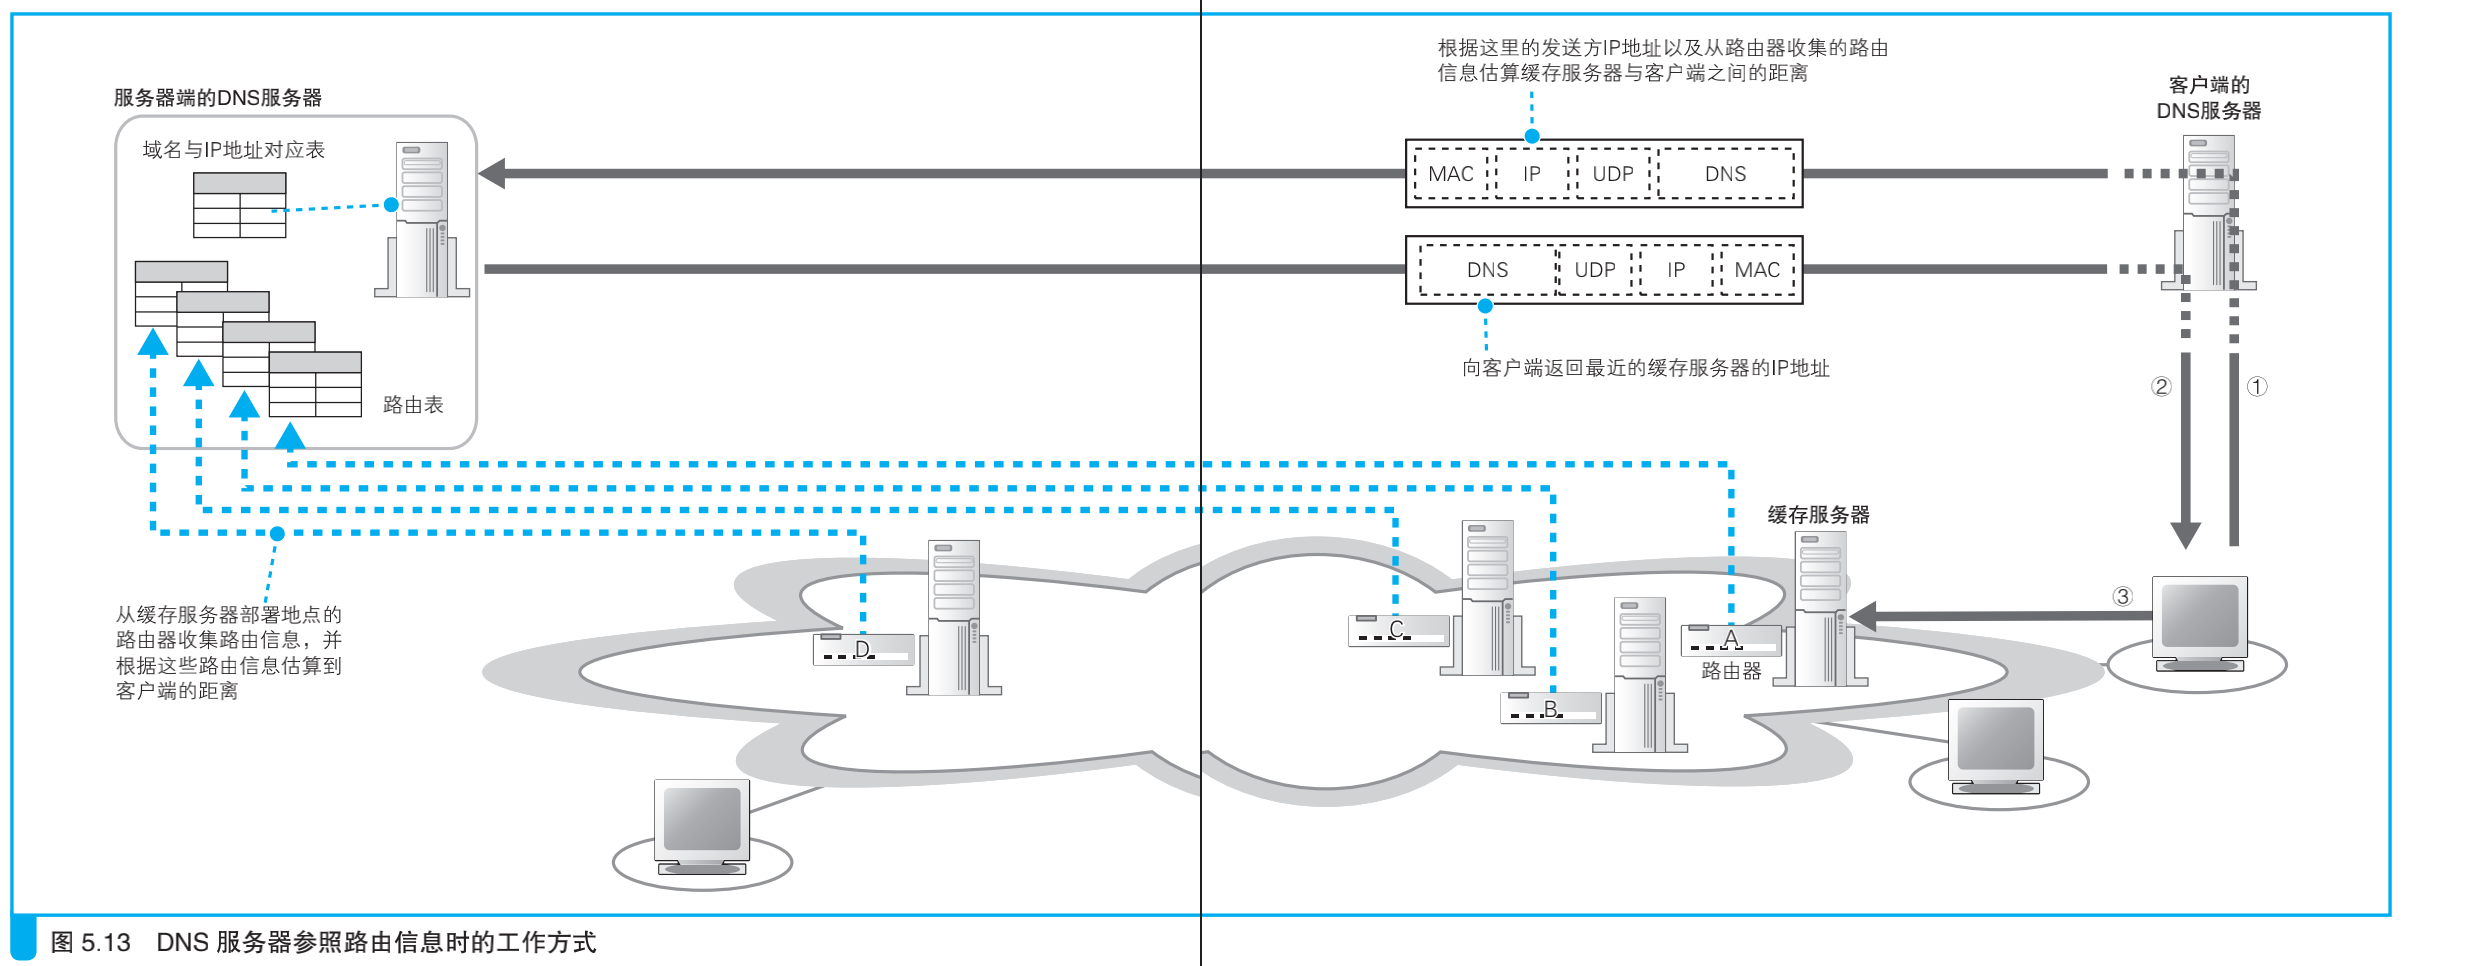 根据这里的发送方IP地址以及从路由器收集的路由
信息估算缓存服务器与客户端之间的距离
服务器端的DNS服务器
客户端的
DNS服务器
域名与IP地址对应表
MAC
IP
UDP
DNS
DNS
UDP
IP
MAC
向客户端返回最近的缓存服务器的IP地址
②
①
路由表
缓存服务器
③
从缓存服务器部署地点的
路由器收集路由信息，并
根据这些路由信息估算到
客户端的距离
D
C
B
A
路由器
图 5.13 DNS 服务器参照路由信息时的工作方式